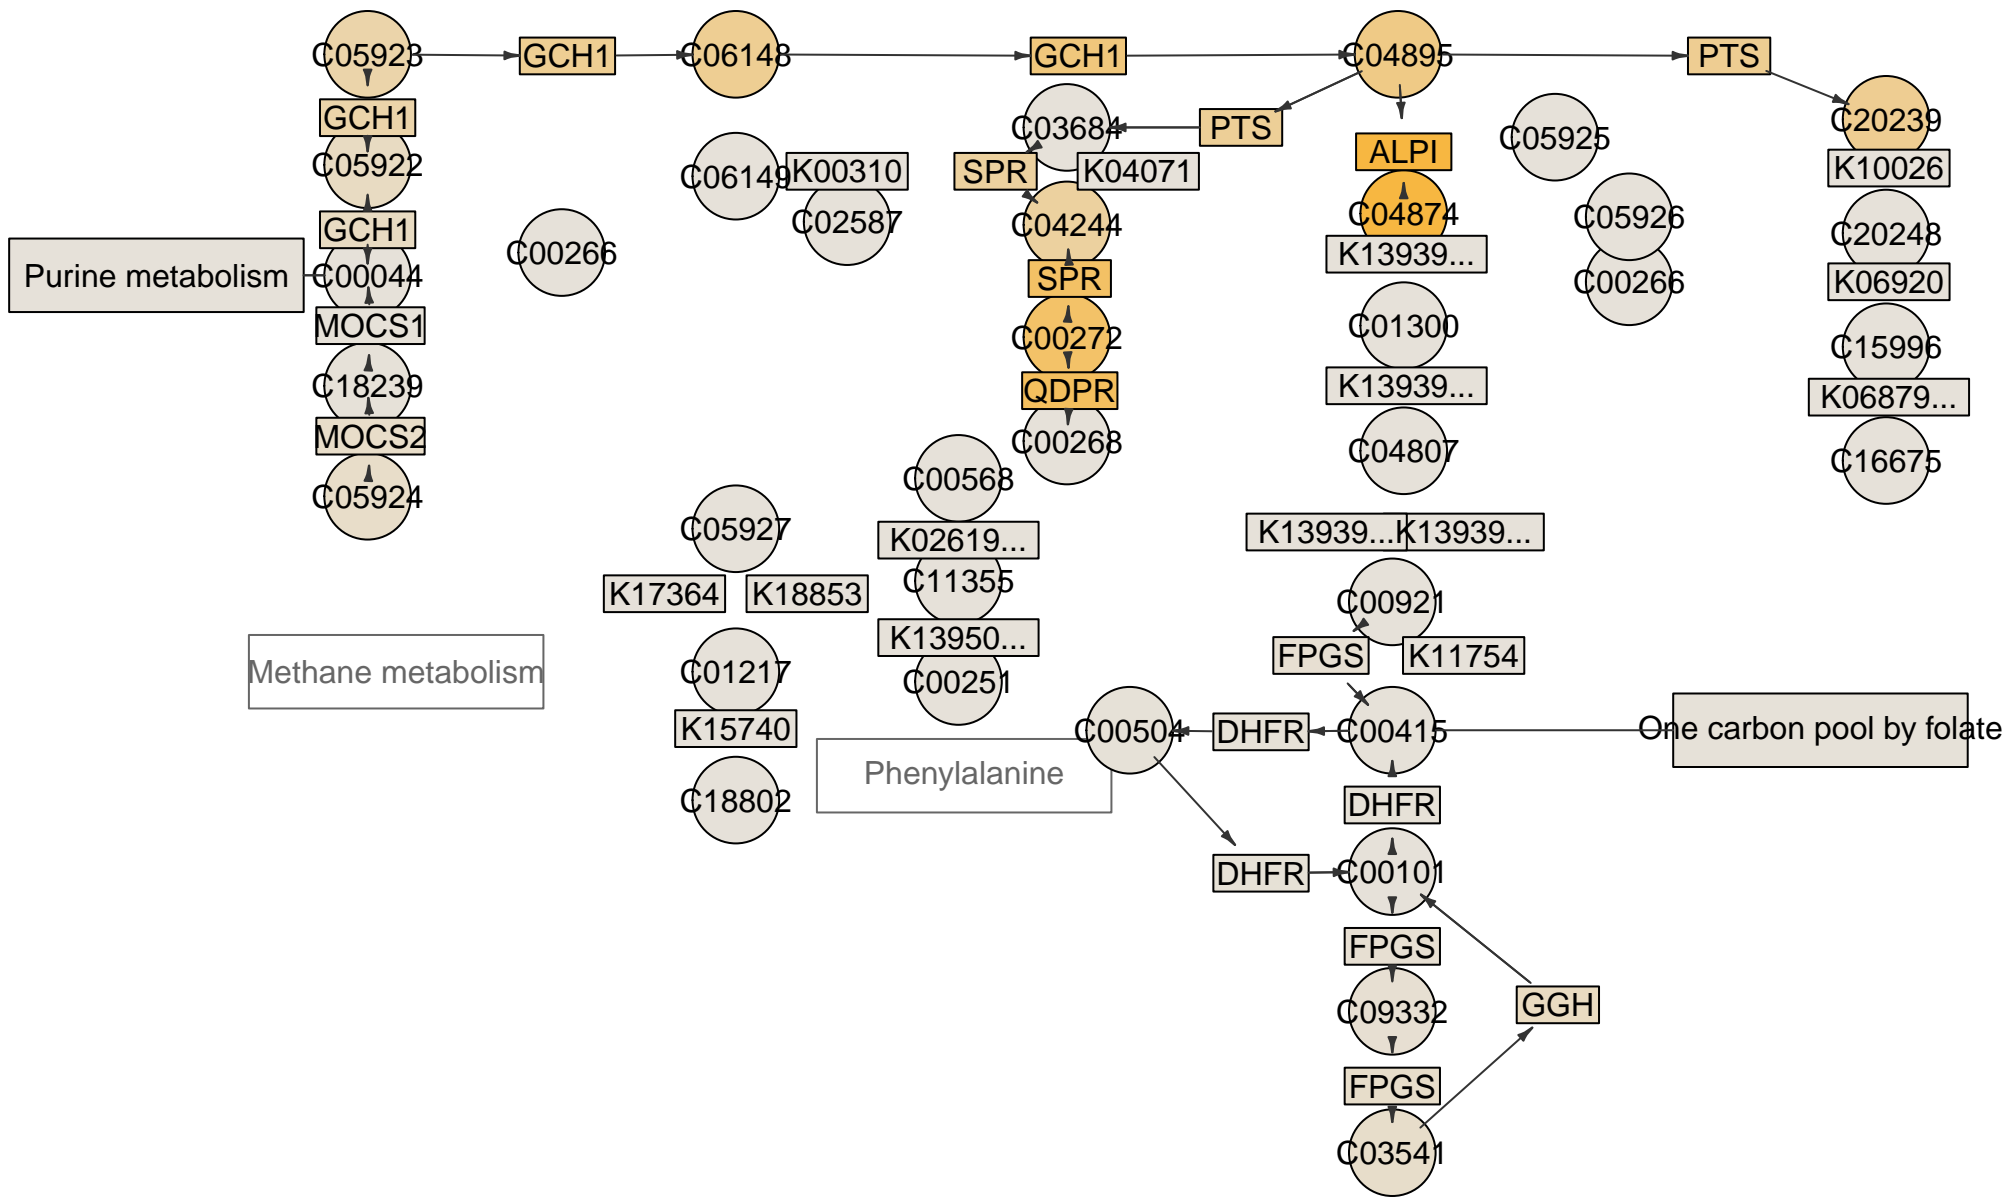 C05923
GCH1
C06148
GCH1
C04895
PTS
GCH1
C03684
PTS
C05925
C20239
ALPI
C05922
C06149
K00310
SPR
K04071
K10026
GCH1
C02587
C04244
C04874
C05926
C20248
C00266
K13939...
Purine metabolism
C00044
SPR
C00266
K06920
MOCS1
C00272
C01300
C15996
C18239
QDPR
K13939...
K06879...
MOCS2
C00268
C04807
C16675
C05924
C00568
C05927
K02619...
K13939...
K13939...
K17364
K18853
C11355
C00921
K13950...
FPGS
K11754
Methane metabolism
C01217
C00251
K15740
C00504
DHFR
C00415
One carbon pool by folate
Phenylalanine
C18802
DHFR
DHFR
C00101
FPGS
C09332
GGH
FPGS
C03541